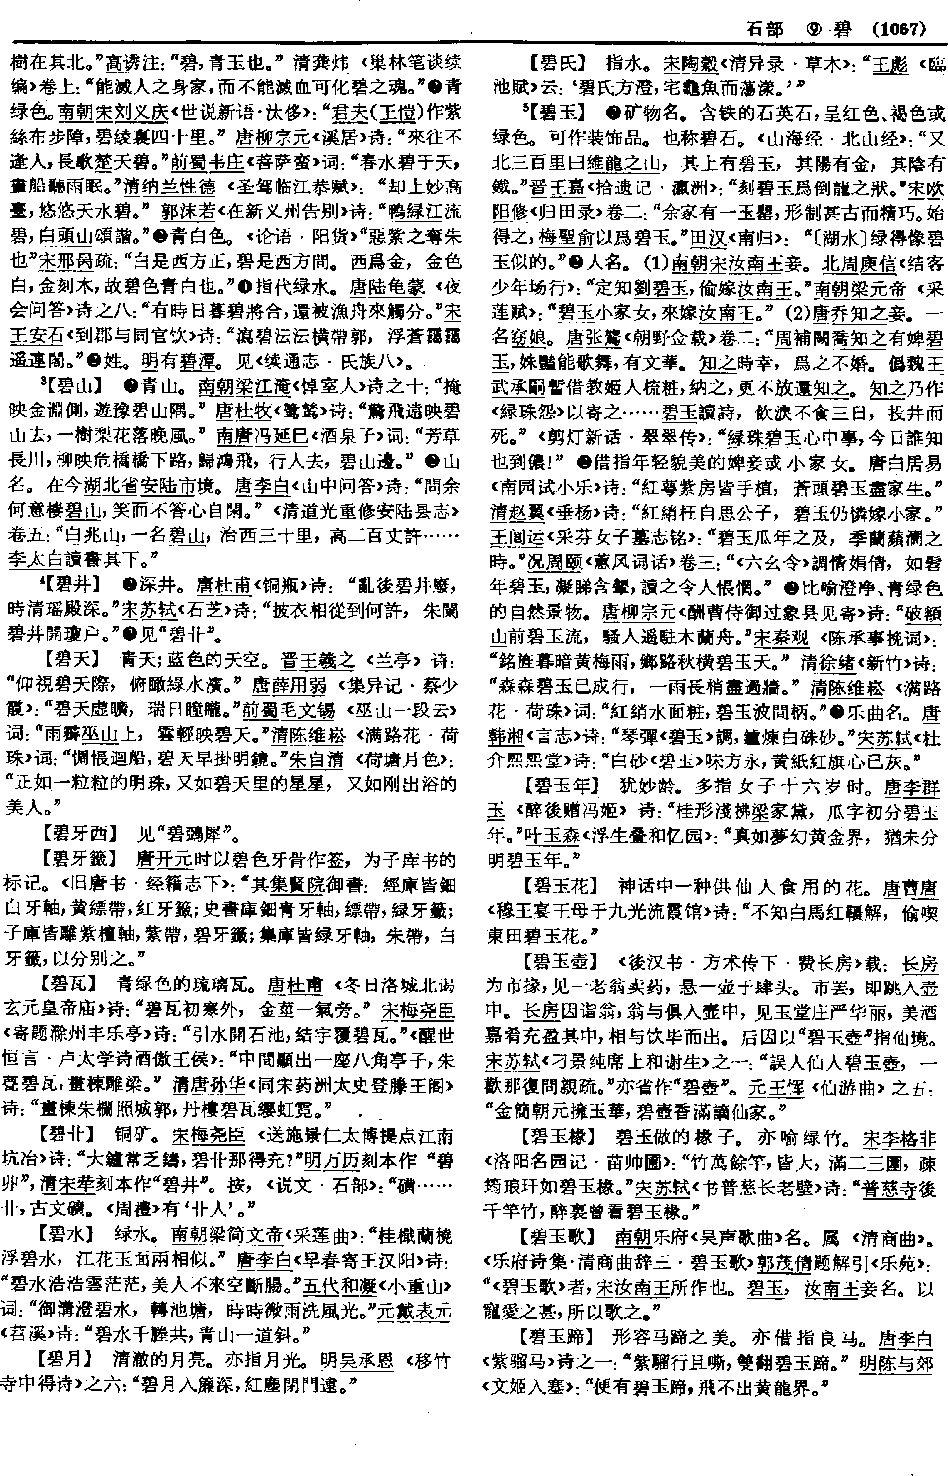 石部 ⑨ 碧 (1067)
樹在其北。”高诱注：“碧，青玉也。” 清龚炜《巢林笔谈续
编》卷上：“能滅人之身家，而不能滅血可化碧之魂。”❷青
绿色。南朝宋刘义庆《世说新语·汰侈》：“君夫（王恺）作紫
絲布步障，碧綾裏四十里。” 唐柳宗元《溪居》诗：“來往不
逢人，長歌楚天碧。”前蜀韦庄《菩萨蛮》词：“春水碧于天，
畫船聽雨眠。”清纳兰性德《圣驾临江恭赋》：“却上妙高
臺，悠悠天水碧。” 郭沫若《在新义州告别》诗：“鸭绿江流
碧，白頭山頌諧。”❸青白色。《论语·阳货》“惡紫之奪朱
也”宋邢昺疏：“白是西方正，碧是西方間。西爲金，金色
白，金刻木，故碧色青白也。”❹指代绿水。唐陆龟蒙《夜
会问答》诗之八：“有時日暮碧將合，還被漁舟來觸分。”宋
王安石《到郡与同官饮》诗：“瀉碧沄沄横帶郭，浮蒼靄靄
遥連閣。”❺姓。明有碧潭。见《续通志·氏族八》。
³【碧山】 ❶青山。南朝梁江淹《悼室人》诗之十：“掩
映金淵側，遊豫碧山隅。” 唐杜牧《鴛鴦》诗：“驚飛遠映碧
山去，一樹梨花落晚風。” 南唐冯延巳《酒泉子》词：“芳草
長川，柳映危橋橋下路，歸鴻飛，行人去，碧山邊。” ❷山
名。在今湖北省安陆市境。唐李白《山中问答》诗：“問余
何意棲碧山，笑而不答心自閑。”《清道光重修安陆县志》
卷五：“白兆山，一名碧山，治西三十里，高二百丈許……
李太白讀書其下。”
⁴【碧井】 ❶深井。唐杜甫《铜瓶》诗：“亂後碧井廢，
時清瑶殿深。”宋苏轼《石芝》诗：“披衣相從到何許，朱闌
碧井開瓊户。”❷见“碧卝”。
【碧天】 青天；蓝色的天空。晋王羲之《兰亭》诗：
“仰視碧天際，俯瞰緑水濱。” 唐薛用弱《集异记·蔡少
霞》：“碧天虚曠，瑞日曈曨。”前蜀毛文锡《巫山一段云》
词：“雨霽巫山上，雲輕映碧天。”清陈维崧《满路花·荷
珠》词：“惆悵迴船，碧天早掛明鏡。”朱自清《荷塘月色》：
“正如一粒粒的明珠，又如碧天里的星星，又如刚出浴的
美人。”
【碧牙西】 见“碧鵶犀”。
【碧牙籤】 唐开元时以碧色牙骨作签，为子库书的
标记。《旧唐书·经籍志下》：“其集賢院御書：經庫皆鈿
白牙軸，黄縹帶，紅牙籤；史書庫鈿青牙軸，縹帶，緑牙籤；
子庫皆雕紫檀軸，紫帶，碧牙籤；集庫皆緑牙軸，朱帶，白
牙籤，以分别之。”
【碧瓦】 青绿色的琉璃瓦。唐杜甫《冬日洛城北谒
玄元皇帝庙》诗：“碧瓦初寒外，金莖一氣旁。” 宋梅尧臣
《寄题滁州丰乐亭》诗：“引水開石池，結宇覆碧瓦。”《醒世
恒言·卢太学诗酒傲王侯》：“中間顯出一座八角亭子，朱
甍碧瓦，畫棟雕梁。” 清唐孙华《同宋药洲太史登滕王阁》
诗：“畫棟朱欄照城郭，丹樓碧瓦纓虹霓。”
【碧卝】 铜矿。宋梅尧臣《送施景仁太博提点江南
坑冶》诗：“大鑪常乏鑄，碧卝那得充？”明万历刻本作“碧
卵”，清宋荦刻本作“碧井”。按，《说文·石部》：“磺……
卝，古文磺。《周禮》有‘卝人’。”
【碧水】 绿水。南朝梁简文帝《采莲曲》：“桂檝蘭橈
浮碧水，江花玉面兩相似。” 唐李白《早春寄王汉阳》诗：
“碧水浩浩雲茫茫，美人不來空斷腸。”五代和凝《小重山》
词：“御溝澄碧水，轉池塘，時時微雨洗風光。”元戴表元
《苕溪》诗：“碧水千塍共，青山一道斜。”
【碧月】 清澈的月亮。亦指月光。明吴承恩《移竹
寺中得诗》之六：“碧月入簾深，紅塵閉門遠。”
【碧氏】 指水。宋陶穀《清异录·草木》：“王彪《臨
池賦》云：‘碧氏方澄，宅龜魚而蕩漾。’”
⁵【碧玉】 ❶矿物名。含铁的石英石，呈红色、褐色或
绿色。可作装饰品。也称碧石。《山海经·北山经》：“又
北三百里曰維龍之山，其上有碧玉，其陽有金，其陰有
鐵。”晋王嘉《拾遗记·瀛洲》：“刻碧玉爲倒龍之狀。”宋欧
阳修《归田录》卷二：“余家有一玉罌，形制甚古而精巧。始
得之，梅聖俞以爲碧玉。”田汉《南归》：“〔湖水〕绿得像碧
玉似的。”❷人名。（1）南朝宋汝南王妾。北周庾信《结客
少年场行》：“定知劉碧玉，偷嫁汝南王。”南朝梁元帝《采
莲赋》：“碧玉小家女，來嫁汝南王。”（2）唐乔知之妾。一
名窈娘。唐张鷟《朝野佥载》卷二：“周補闕喬知之有婢碧
玉，姝豔能歌舞，有文華。知之時幸，爲之不婚。僞魏王
武承嗣暫借教姬人梳粧，納之，更不放還知之。知之乃作
《緑珠怨》以寄之……碧玉讀詩，飲淚不食三日，投井而
死。”《剪灯新话·翠翠传》：“緑珠碧玉心中事，今日誰知
也到儂！” ❸借指年轻貌美的婢妾或小家女。唐白居易
《南园试小乐》诗：“紅萼紫房皆手植，蒼頭碧玉盡家生。”
清赵翼《垂杨》诗：“紅綃枉自思公子，碧玉仍憐嫁小家。”
王闿运《采芬女子墓志铭》：“碧玉瓜年之及，季蘭蘋澗之
時。”况周颐《蕙风词话》卷三：“《六幺令》調情娟倩，如髫
年碧玉，凝睇含顰，讀之令人悵惘。” ❹比喻澄净、青绿色
的自然景物。唐柳宗元《酬曹侍御过象县见寄》诗：“破額
山前碧玉流，騷人遥駐木蘭舟。”宋秦观《陈承事挽词》：
“銘旌暮暗黄梅雨，鄉路秋横碧玉天。” 清徐绪《新竹》诗：
“森森碧玉已成行，一雨長梢盡過牆。” 清陈维崧《满路
花·荷珠》词：“紅綃水面粧，碧玉波間柄。”❺乐曲名。唐
韩湘《言志》诗：“琴彈《碧玉》調，鑪煉白硃砂。”宋苏轼《杜
介熙熙堂》诗：“白砂《碧玉》味方永，黄紙紅旗心已灰。”
【碧玉年】 犹妙龄。多指女子十六岁时。唐李群
玉《醉後赠冯姬》诗：“桂形淺拂梁家黛，瓜字初分碧玉
年。”叶玉森《浮生叠和忆园》：“真如夢幻黄金界，猶未分
明碧玉年。”
【碧玉花】 神话中一种供仙人食用的花。唐曹唐
《穆王宴王母于九光流霞馆》诗：“不知白馬紅韁解，偷喫
東田碧玉花。”
【碧玉壶】 《後汉书·方术传下·费长房》载：长房
为市掾，见一老翁卖药，悬一壶于肆头。市罢，即跳入壶
中。长房因诣翁，翁与俱入壶中，见玉堂庄严华丽，美酒
嘉肴充盈其中，相与饮毕而出。后因以“碧玉壶”指仙境。
宋苏轼《刁景纯席上和谢生》之一：“誤人仙人碧玉壺，一
歡那復問親疏。”亦省作“碧壶”。元王恽《仙游曲》之五：
“金簡朝元擁玉華，碧壺香滿謫仙家。”
【碧玉椽】 碧玉做的椽子。亦喻绿竹。宋李格非
《洛阳名园记·苗帅園》：“竹萬餘竿，皆大，滿二三圍，疎
筠琅玕如碧玉椽。”宋苏轼《书普慈长老壁》诗：“普慈寺後
千竿竹，醉裏曾看碧玉椽。”
【碧玉歌】 南朝乐府《吴声歌曲》名。属《清商曲》。
《乐府诗集·清商曲辞三·碧玉歌》郭茂倩题解引《乐苑》：
“《碧玉歌》者，宋汝南王所作也。碧玉，汝南王妾名。以
寵愛之甚，所以歌之。”
【碧玉蹄】 形容马蹄之美。亦借指良马。唐李白
《紫骝马》诗之一：“紫騮行且嘶，雙翻碧玉蹄。” 明陈与郊
《文姬入塞》：“便有碧玉蹄，飛不出黄龍界。”